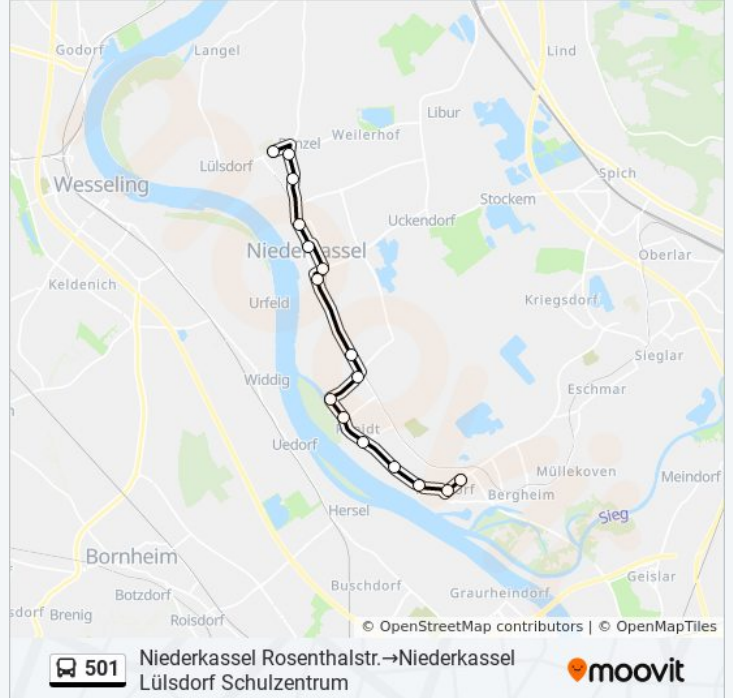 Godorf
Langel
Lind
Libur
Weilerhof
Lülsdorf
Spich
Wesseling
Stockem
Uckendorf
Oberlar
Keldenich
Urfeld
Kriegsdorf
Sieglar
Widdig
Eschmar
Uedorf
Müllekoven
Meindorf
Bergheim
Hersel
Sieg
Bornheim
Buschdorf
Geislar
Botzdorf
Graurheindorf
Brenig
Roisdorf
© OpenStreetMap contributors | © OpenMapTiles
501
Niederkassel Rosenthalstr.→Niederkassel
Lülsdorf Schulzentrum
moovit